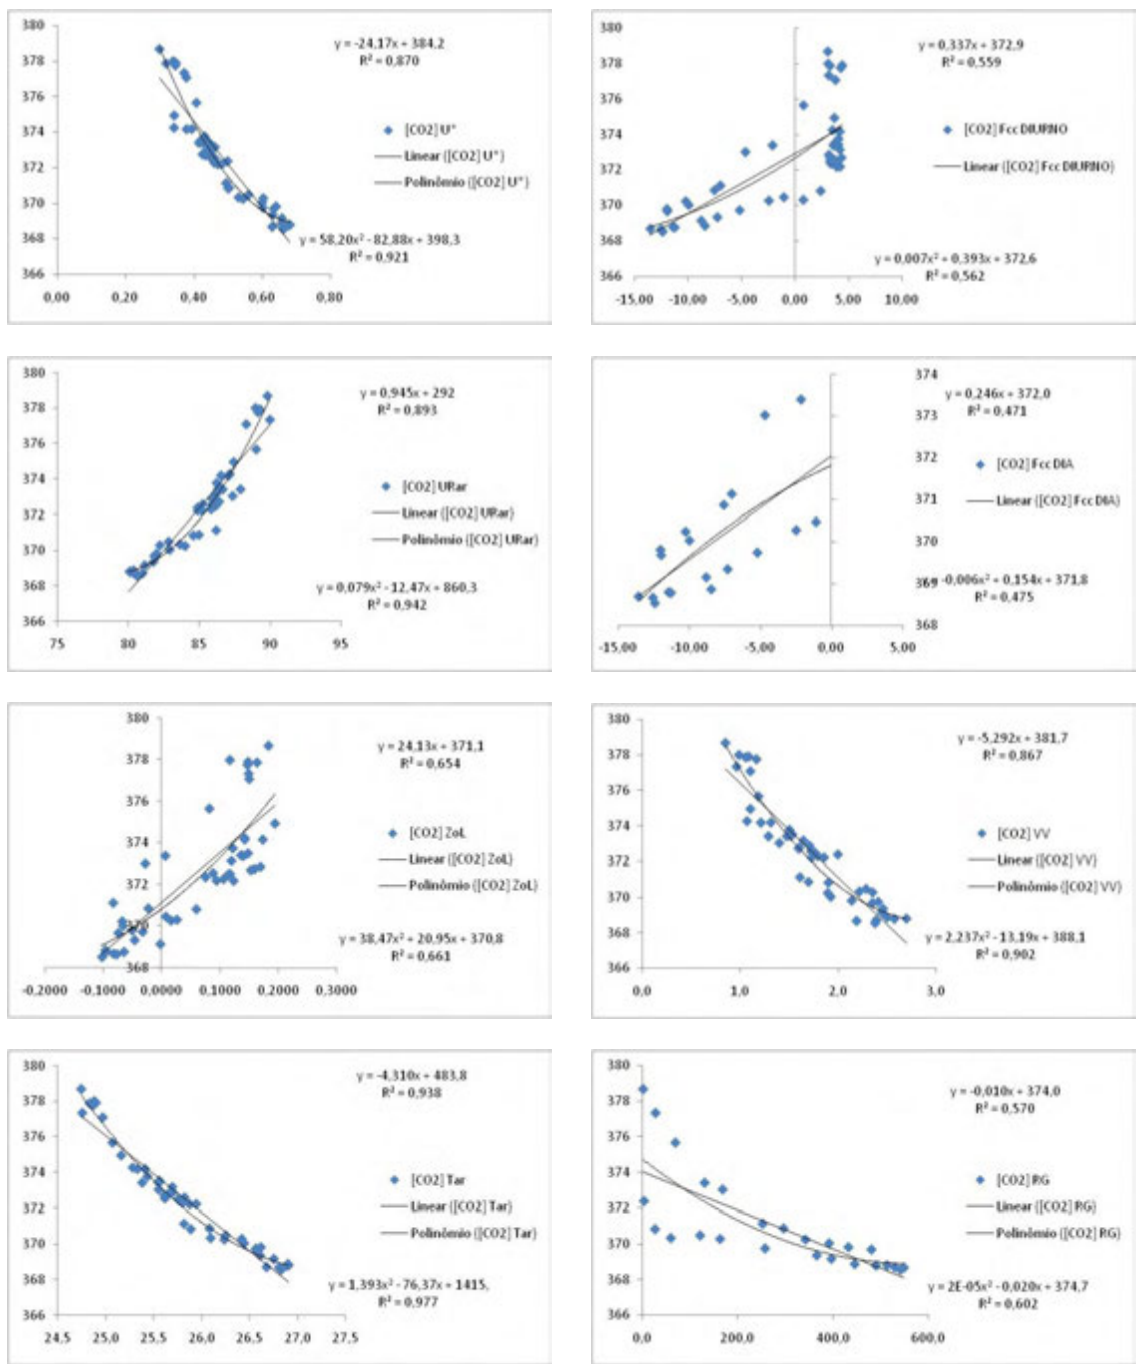 380
378
376
374
372
370
368
366
0,00 0,20 0,40 0,60 0,80
y = -24,17x + 384,2
R² = 0,870
[CO2] U*
Linear ([CO2] U*)
Polinômio ([CO2] U*)
58,20x² - 82,88x + 398,3
R² = 0,921
380
378
376
374
372
370
368
366
-15,00 -10,00 -5,00 0,00 5,00 10,00
y = 0,337x + 372,9
R² = 0,559
[CO2] Fcc DIURNO
Linear ([CO2] Fcc DIURNO)
y = 0,007x² + 0,393x + 372,6
R² = 0,562
380
378
376
374
372
370
368
366
75 80 85 90 95
y = 0,945x + 292
R² = 0,893
[CO2] URar
Linear ([CO2] URar)
Polinômio ([CO2] URar)
y = 0,079x² - 12,47x + 860,3
R² = 0,942
374
373
372
371
370
369
368
-15,00 -10,00 -5,00 0,00 5,00
y = 0,246x + 372,0
R² = 0,471
[CO2] Fcc DIA
Linear ([CO2] Fcc DIA)
y = -0,006x² + 0,154x + 371,8
R² = 0,475
380
378
376
374
372
370
368
-0,2000 -0,1000 0,0000 0,1000 0,2000 0,3000
y = 24,13x + 371,1
R² = 0,654
[CO2] ZoL
Linear ([CO2] ZoL)
Polinômio ([CO2] ZoL)
y = 38,47x² + 20,95x + 370,8
R² = 0,661
380
378
376
374
372
370
368
366
0,0 1,0 2,0 3,0
y = -5,292x + 381,7
R² = 0,867
[CO2] VV
Linear ([CO2] VV)
Polinômio ([CO2] VV)
y = 2,237x² - 13,19x + 388,1
R² = 0,902
380
378
376
374
372
370
368
366
24,5 25,0 25,5 26,0 26,5 27,0 27,5
y = -4,310x + 483,8
R² = 0,938
[CO2] Tar
Linear ([CO2] Tar)
Polinômio ([CO2] Tar)
y = 1,393x² - 76,37x + 1415,
R² = 0,977
380
378
376
374
372
370
368
366
0,0 200,0 400,0 600,0
y = -0,010x + 374,0
R² = 0,570
[CO2] RG
Linear ([CO2] RG)
Polinômio ([CO2] RG)
y = 2E-05x² - 0,020x + 374,7
R² = 0,602